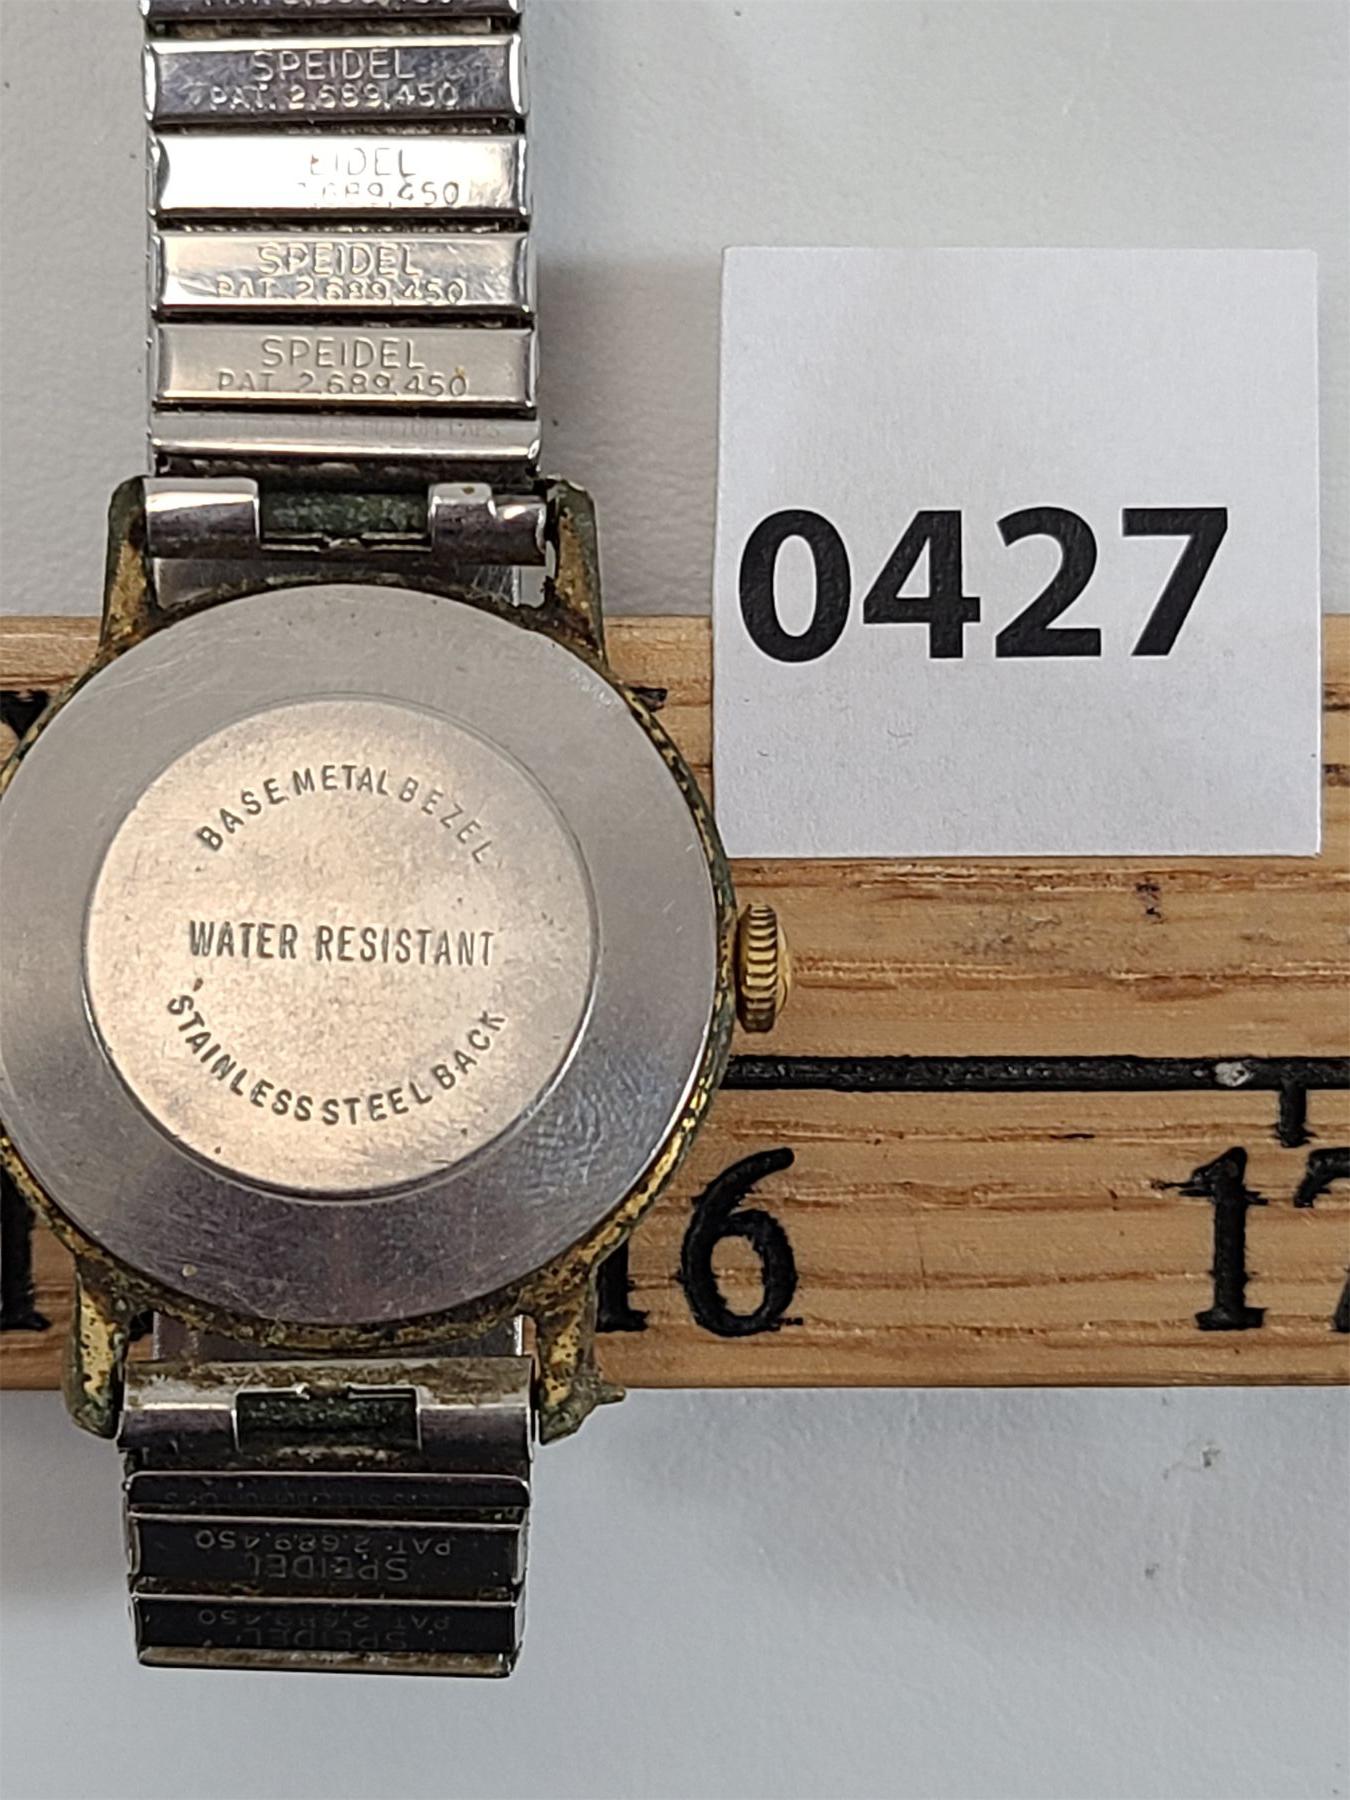 SPEIDEL
PAT. 2,689,450
EIDEL
2,689,450
SPEIDEL
PAT. 2,689,450
SPEIDEL
PAT. 2,689,450
0427
BASE METAL BEZEL
WATER RESISTANT
STAINLESS STEEL BACK
16
17
PAT. 2,689,450
SPEIDEL
PAT. 2,689,450
SPEIDEL